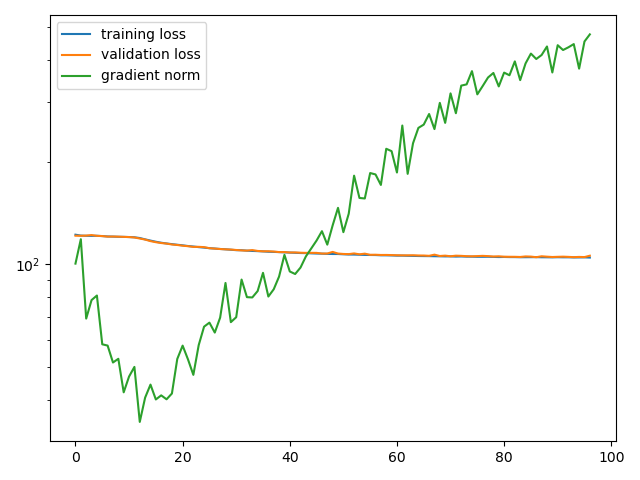 training loss
validation loss
gradient norm
10²
0 20 40 60 80 100